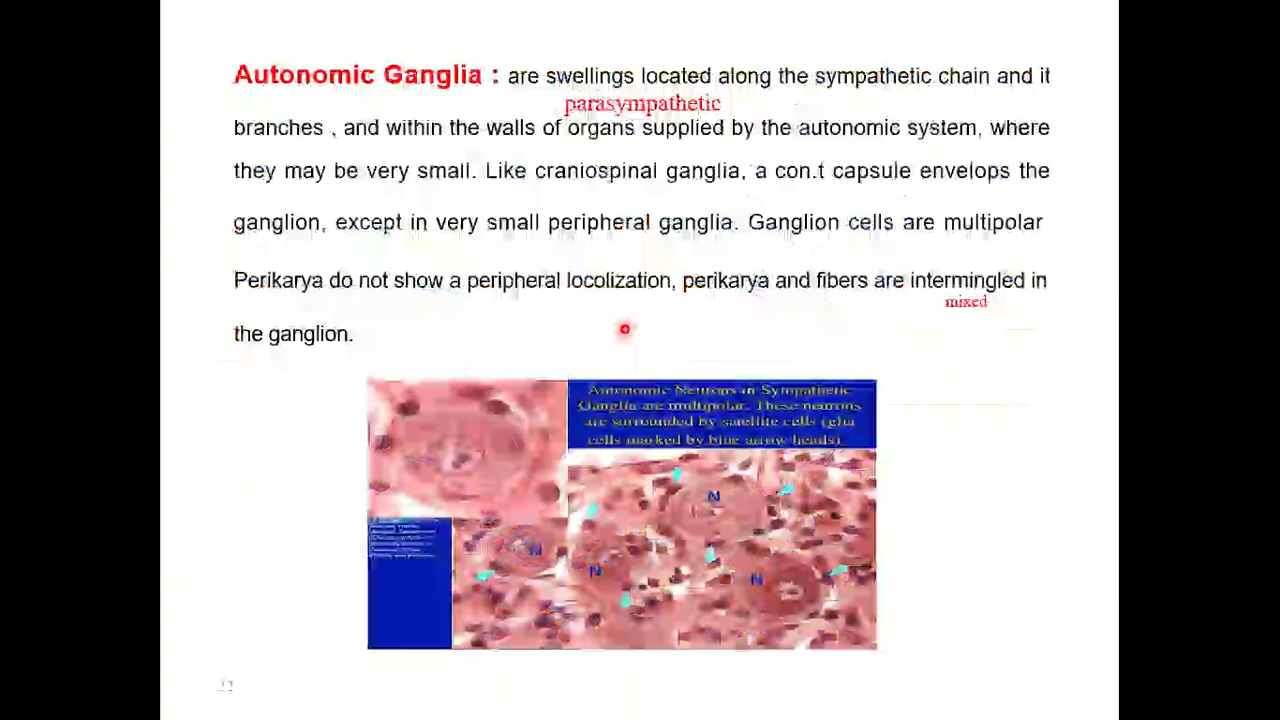 Autonomic Ganglia : are swellings located along the sympathetic chain and it
parasympathetic
branches , and within the walls of organs supplied by the autonomic system, where
they may be very small. Like craniospinal ganglia, a con.t capsule envelops the
ganglion, except in very small peripheral ganglia. Ganglion cells are multipolar
Perikarya do not show a peripheral locolization, perikarya and fibers are intermingled in
mixed
the ganglion.
Autonomic Neurons in Sympathetic
Ganglia are multipolar. These neurons
are surrounded by satellite cells (glia
cells marked by blue arrow heads)
N
N
N
N